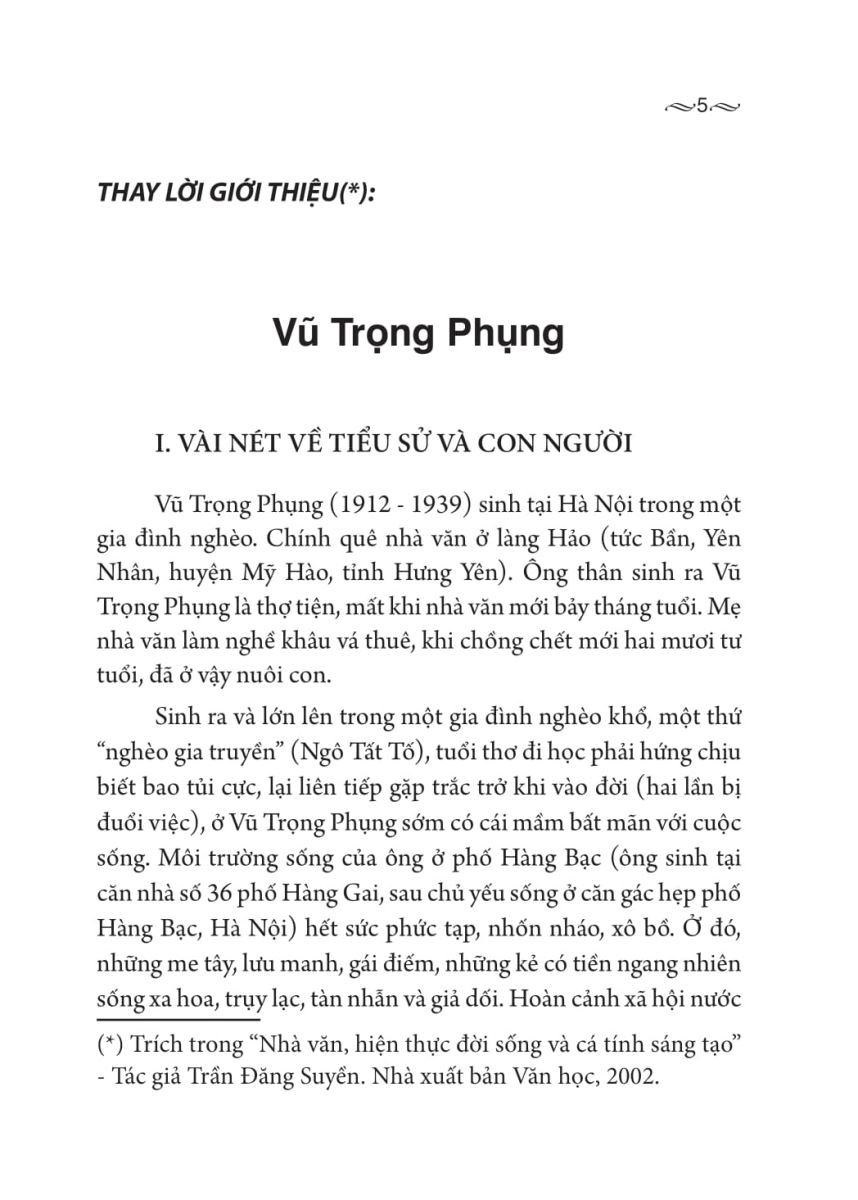 5
THAY LỜI GIỚI THIỆU(*):
Vũ Trọng Phụng
I. VÀI NÉT VỀ TIỂU SỬ VÀ CON NGƯỜI
Vũ Trọng Phụng (1912 - 1939) sinh tại Hà Nội trong một
gia đình nghèo. Chính quê nhà văn ở làng Hảo (tức Bần, Yên
Nhân, huyện Mỹ Hào, tỉnh Hưng Yên). Ông thân sinh ra Vũ
Trọng Phụng là thợ tiện, mất khi nhà văn mới bảy tháng tuổi. Mẹ
nhà văn làm nghề khâu vá thuê, khi chồng chết mới hai mươi tư
tuổi, đã ở vậy nuôi con.
Sinh ra và lớn lên trong một gia đình nghèo khổ, một thứ
“nghèo gia truyền” (Ngô Tất Tố), tuổi thơ đi học phải hứng chịu
biết bao tủi cực, lại liên tiếp gặp trắc trở khi vào đời (hai lần bị
đuổi việc), ở Vũ Trọng Phụng sớm có cái mầm bất mãn với cuộc
sống. Môi trường sống của ông ở phố Hàng Bạc (ông sinh tại
căn nhà số 36 phố Hàng Gai, sau chủ yếu sống ở căn gác hẹp phố
Hàng Bạc, Hà Nội) hết sức phức tạp, nhốn nháo, xô bồ. Ở đó,
những me tây, lưu manh, gái điếm, những kẻ có tiền ngang nhiên
sống xa hoa, trụy lạc, tàn nhẫn và giả dối. Hoàn cảnh xã hội nước
(*) Trích trong “Nhà văn, hiện thực đời sống và cá tính sáng tạo”
- Tác giả Trần Đăng Suyền. Nhà xuất bản Văn học, 2002.